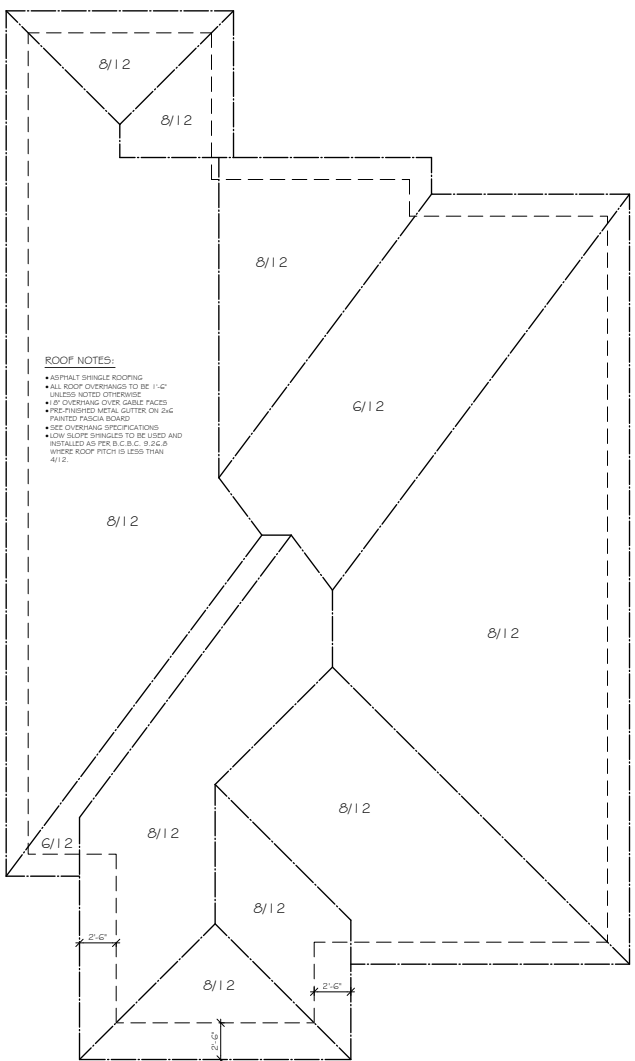 8/12
8/12
8/12
ROOF NOTES:
• ASPHALT SHINGLE ROOFING
• ALL ROOF OVERHANGS TO BE 1'-6"
UNLESS NOTED OTHERWISE
• 18" OVERHANG OVER GABLE FACES
• PRE-FINISHED METAL GUTTER ON 2x6
PAINTED FASCIA BOARD
• SEE OVERHANG SPECIFICATIONS
• LOW SLOPE SHINGLES TO BE USED AND
INSTALLED AS PER B.C.B.C. 9.26.8
WHERE ROOF PITCH IS LESS THAN
4/12.
6/12
8/12
8/12
8/12
8/12
6/12
8/12
2'-6"
8/12
2'-6"
2'-6"